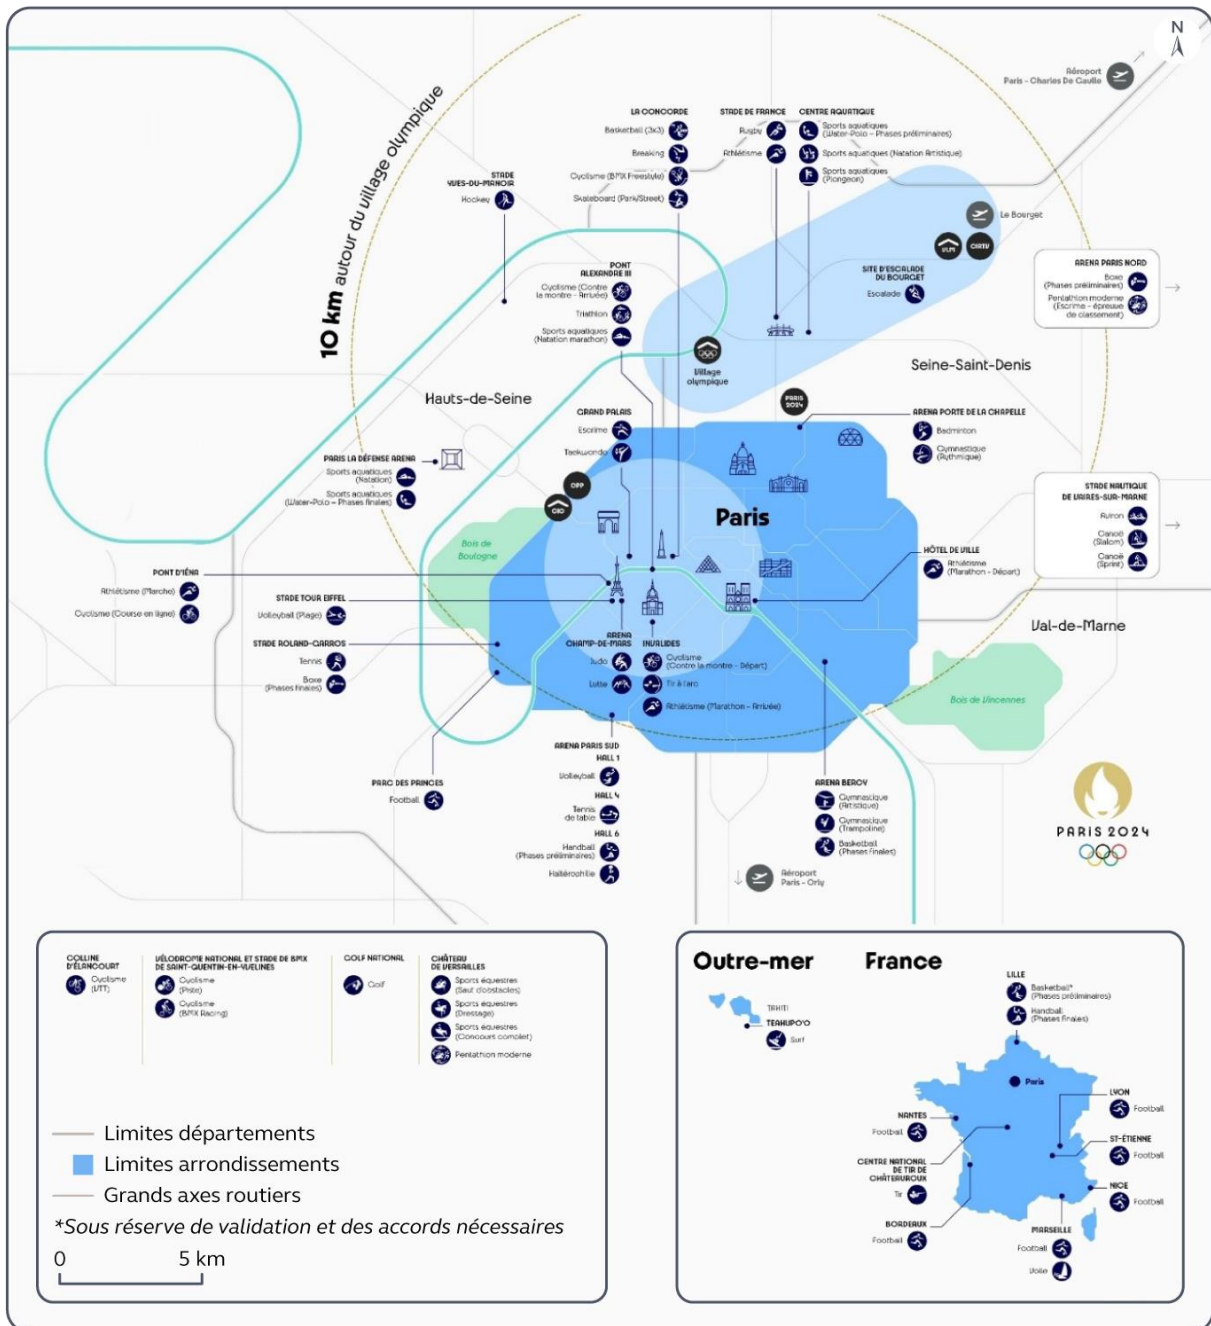 N
Aéroport
Paris - Charles De Gaulle
10 km autour du village olympique
STADE
YVES-DU-MANOIR
Hockey
LA CONCORDE
Basketball (3x3)
Breaking
Cyclisme (BMX Freestyle)
Skateboard (Park/Street)
STADE DE FRANCE
Rugby
Athlétisme
CENTRE AQUATIQUE
Sports aquatiques
(Water-Polo – Phases préliminaires)
Sports aquatiques (Natation Artistique)
Sports aquatiques
(Plongeon)
Le Bourget
VLM
CIRTV
SITE D'ESCALADE
DU BOURGET
Escalade
ARENA PARIS NORD
Boxe
(Phases préliminaires)
Pentathlon moderne
(Escrime - épreuve
de classement)
PONT
ALEXANDRE III
Cyclisme (Contre
la montre - Arrivée)
Triathlon
Sports aquatiques
(Natation marathon)
Village
olympique
Seine-Saint-Denis
Hauts-de-Seine
PARIS
2024
GRAND PALAIS
Escrime
Taekwondo
ARENA PORTE DE LA CHAPELLE
Badminton
Gymnastique
(Rythmique)
PARIS LA DÉFENSE ARENA
Sports aquatiques
(Natation)
Sports aquatiques
(Water-Polo – Phases finales)
CPP
CIO
Paris
STADE NAUTIQUE
DE VAIRES-SUR-MARNE
Aviron
Canoë
(Slalom)
Canoë
(Sprint)
Bois de
Boulogne
HÔTEL DE VILLE
Athlétisme
(Marathon - Départ)
PONT D'IÉNA
Athlétisme (Marche)
Cyclisme (Course en ligne)
STADE TOUR EIFFEL
Volleyball (Plage)
Val-de-Marne
STADE ROLAND-GARROS
Tennis
Boxe
(Phases finales)
ARENA
CHAMP-DE-MARS
Judo
Lutte
INVALIDES
Cyclisme
(Contre la montre - Départ)
Tir à l'arc
Athlétisme (Marathon - Arrivée)
Bois de Vincennes
PARC DES PRINCES
Football
ARENA PARIS SUD
HALL 1
Volleyball
HALL 4
Tennis
de table
HALL 6
Handball
(Phases préliminaires)
Haltérophilie
ARENA BERCY
Gymnastique
(Artistique)
Gymnastique
(Trampoline)
Basketball
(Phases finales)
Aéroport
Paris - Orly
PARIS 2024
COLLINE
D'ÉLANCOURT
Cyclisme
(VTT)
VÉLODROME NATIONAL ET STADE DE BMX
DE SAINT-QUENTIN-EN-YVELINES
Cyclisme
(Piste)
Cyclisme
(BMX Racing)
GOLF NATIONAL
Golf
CHÂTEAU
DE VERSAILLES
Sports équestres
(Saut d'obstacles)
Sports équestres
(Dressage)
Sports équestres
(Concours complet)
Pentathlon moderne
Limites départements
Limites arrondissements
Grands axes routiers
*Sous réserve de validation et des accords nécessaires
0 5 km
Outre-mer
TAHITI
TEAHUPO'O
Surf
France
LILLE
Basketball*
(Phases préliminaires)
Handball
(Phases finales)
Paris
LYON
Football
NANTES
Football
ST-ÉTIENNE
Football
CENTRE NATIONAL
DE TIR DE
CHÂTEAUROUX
Tir
NICE
Football
BORDEAUX
Football
MARSEILLE
Football
Voile